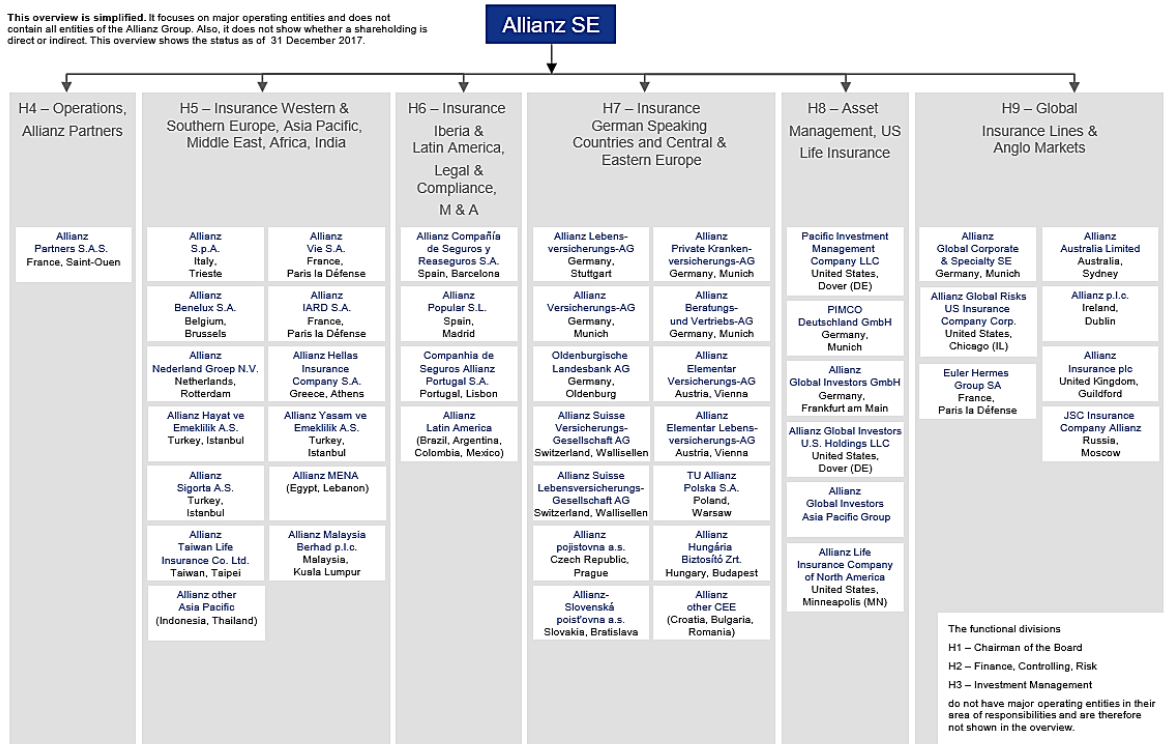 This overview is simplified. It focuses on major operating entities and does not
contain all entities of the Allianz Group. Also, it does not show whether a shareholding is
direct or indirect. This overview shows the status as of 31 December 2017.
Allianz SE
H4 – Operations,
Allianz Partners
Allianz
Partners S.A.S.
France, Saint-Ouen
H5 – Insurance Western &
Southern Europe, Asia Pacific,
Middle East, Africa, India
Allianz
S.p.A.
Italy,
Trieste
Allianz
Vie S.A.
France,
Paris la Défense
Allianz
Benelux S.A.
Belgium,
Brussels
Allianz
IARD S.A.
France,
Paris la Défense
Allianz
Nederland Groep N.V.
Netherlands,
Rotterdam
Allianz Hellas
Insurance
Company S.A.
Greece, Athens
Allianz Hayat ve
Emeklilik A.S.
Turkey, Istanbul
Allianz Yasam ve
Emeklilik A.S.
Turkey,
Istanbul
Allianz
Sigorta A.S.
Turkey,
Istanbul
Allianz MENA
(Egypt, Lebanon)
Allianz
Taiwan Life
Insurance Co. Ltd.
Taiwan, Taipei
Allianz Malaysia
Berhad p.l.c.
Malaysia,
Kuala Lumpur
Allianz other
Asia Pacific
(Indonesia, Thailand)
H6 – Insurance
Iberia &
Latin America,
Legal &
Compliance,
M & A
Allianz Compañía
de Seguros y
Reaseguros S.A.
Spain, Barcelona
Allianz
Popular S.L.
Spain,
Madrid
Companhia de
Seguros Allianz
Portugal S.A.
Portugal, Lisbon
Allianz
Latin America
(Brazil, Argentina,
Colombia, Mexico)
H7 – Insurance
German Speaking
Countries and Central &
Eastern Europe
Allianz Lebens-
versicherungs-AG
Germany,
Stuttgart
Allianz
Private Kranken-
versicherungs-AG
Germany, Munich
Allianz
Versicherungs-AG
Germany,
Munich
Allianz
Beratungs-
und Vertriebs-AG
Germany, Munich
Oldenburgische
Landesbank AG
Germany,
Oldenburg
Allianz
Elementar
Versicherungs-AG
Austria, Vienna
Allianz Suisse
Versicherungs-
Gesellschaft AG
Switzerland, Wallisellen
Allianz
Elementar Lebens-
versicherungs-AG
Austria, Vienna
Allianz Suisse
Lebensversicherungs-
Gesellschaft AG
Switzerland, Wallisellen
TU Allianz
Polska S.A.
Poland,
Warsaw
Allianz
pojistovna a.s.
Czech Republic,
Prague
Allianz
Hungária
Biztosító Zrt.
Hungary, Budapest
Allianz-
Slovenská
poist'ovna a.s.
Slovakia, Bratislava
Allianz
other CEE
(Croatia, Bulgaria,
Romania)
H8 – Asset
Management, US
Life Insurance
Pacific Investment
Management
Company LLC
United States,
Dover (DE)
PIMCO
Deutschland GmbH
Germany,
Munich
Allianz
Global Investors GmbH
Germany,
Frankfurt am Main
Allianz Global Investors
U.S. Holdings LLC
United States,
Dover (DE)
Allianz
Global Investors
Asia Pacific Group
Allianz Life
Insurance Company
of North America
United States,
Minneapolis (MN)
H9 – Global
Insurance Lines &
Anglo Markets
Allianz
Global Corporate
& Specialty SE
Germany, Munich
Allianz
Australia Limited
Australia,
Sydney
Allianz Global Risks
US Insurance
Company Corp.
United States,
Chicago (IL)
Allianz p.l.c.
Ireland,
Dublin
Euler Hermes
Group SA
France,
Paris la Défense
Allianz
Insurance plc
United Kingdom,
Guildford
JSC Insurance
Company Allianz
Russia,
Moscow
The functional divisions
H1 – Chairman of the Board
H2 – Finance, Controlling, Risk
H3 – Investment Management
do not have major operating entities in their
area of responsibilities and are therefore
not shown in the overview.